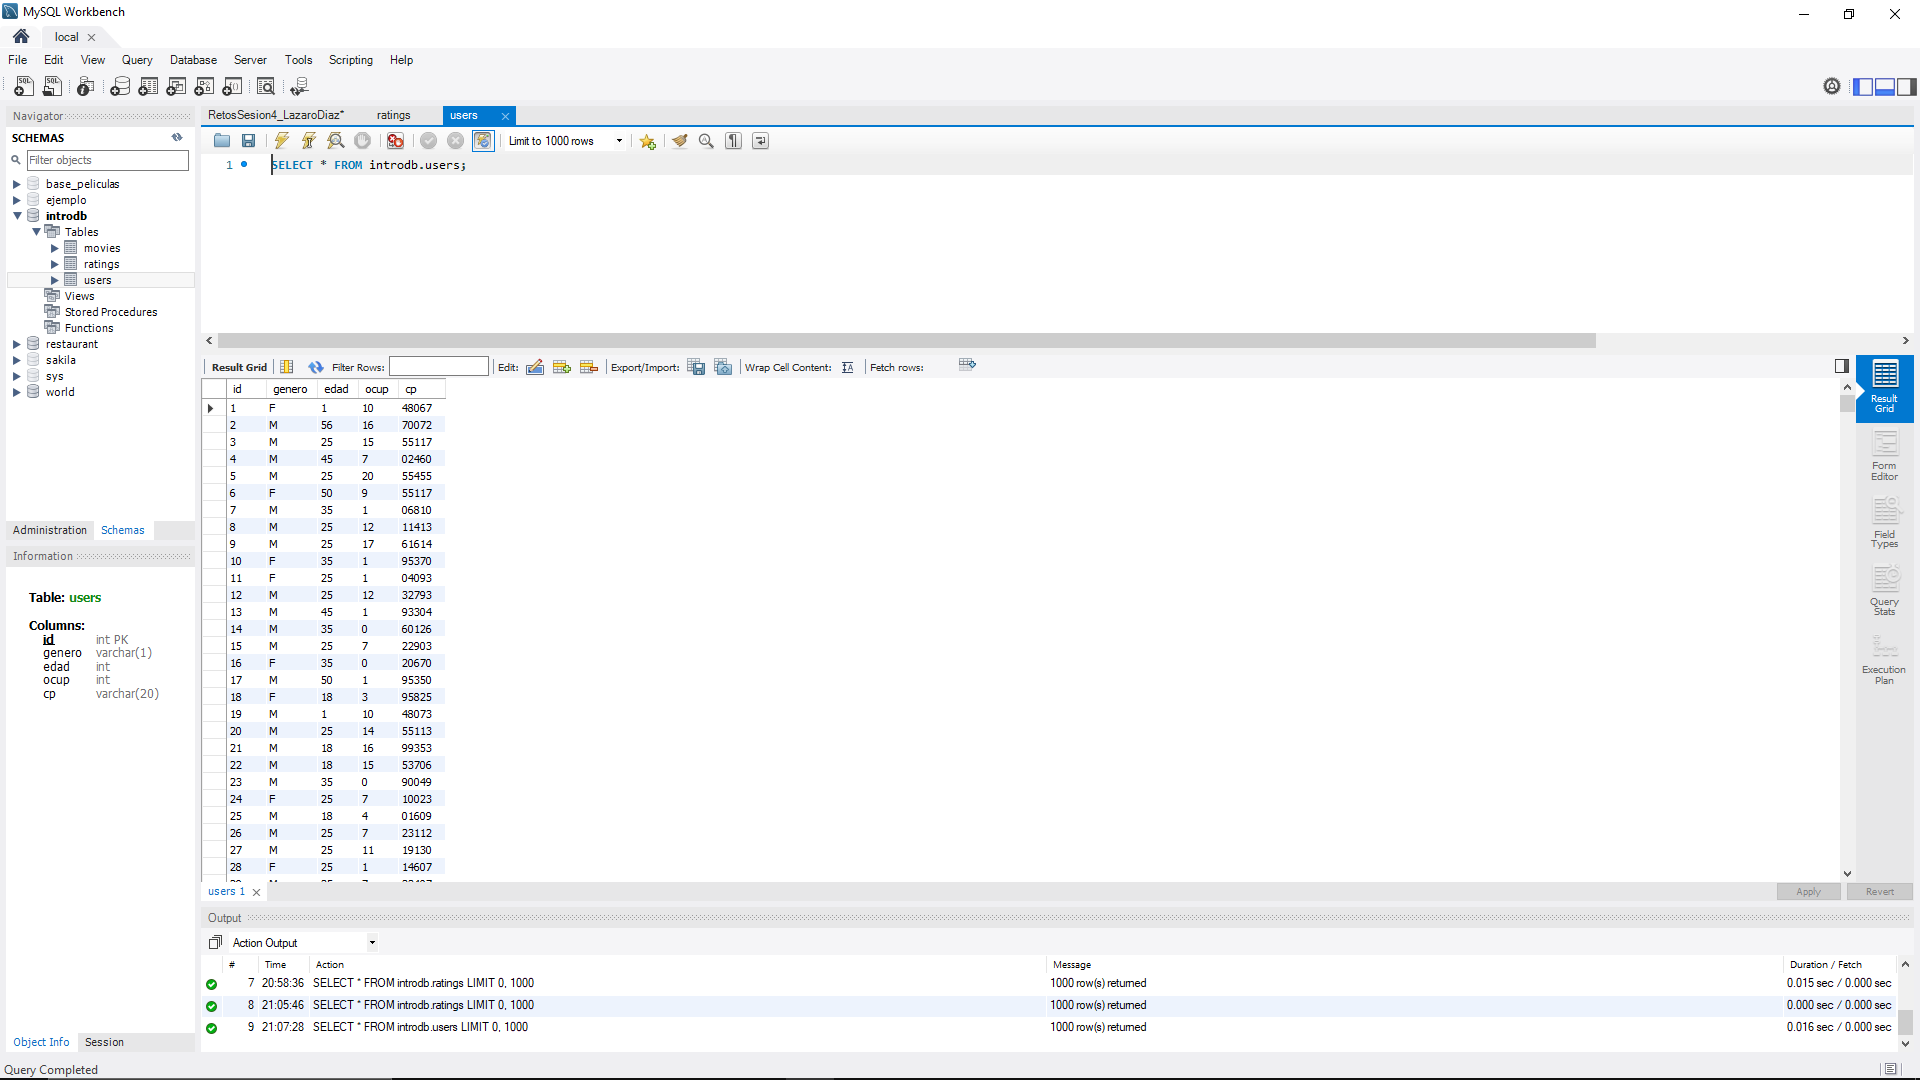 MySQL Workbench
local
File Edit View Query Database Server Tools Scripting Help
Navigator
SCHEMAS
Filter objects
base_peliculas
ejemplo
introdb
Tables
movies
ratings
users
Views
Stored Procedures
Functions
restaurant
sakila
sys
world
Administration Schemas
Information
Table: users
Columns:
id int PK
genero varchar(1)
edad int
ocup int
cp varchar(20)
Object Info Session
RetosSesion4_LazaroDiaz* ratings users
Limit to 1000 rows
1 SELECT * FROM introdb.users;
Result Grid Filter Rows: Edit: Export/Import: Wrap Cell Content: Fetch rows:
id genero edad ocup cp
1 F 1 10 48067
2 M 56 16 70072
3 M 25 15 55117
4 M 45 7 02460
5 M 25 20 55455
6 F 50 9 55117
7 M 35 1 06810
8 M 25 12 11413
9 M 25 17 61614
10 F 35 1 95370
11 F 25 1 04093
12 M 25 12 32793
13 M 45 1 93304
14 M 35 0 60126
15 M 25 7 22903
16 F 35 0 20670
17 M 50 1 95350
18 F 18 3 95825
19 M 1 10 48073
20 M 25 14 55113
21 M 18 16 99353
22 M 18 15 53706
23 M 35 0 90049
24 F 25 7 10023
25 M 18 4 01609
26 M 25 7 23112
27 M 25 11 19130
28 F 25 1 14607
Result
Grid
Form
Editor
Field
Types
Query
Stats
Execution
Plan
users 1
Apply Revert
Output
Action Output
# Time Action Message Duration / Fetch
7 20:58:36 SELECT * FROM introdb.ratings LIMIT 0, 1000 1000 row(s) returned 0.015 sec / 0.000 sec
8 21:05:46 SELECT * FROM introdb.ratings LIMIT 0, 1000 1000 row(s) returned 0.000 sec / 0.000 sec
9 21:07:28 SELECT * FROM introdb.users LIMIT 0, 1000 1000 row(s) returned 0.016 sec / 0.000 sec
Query Completed